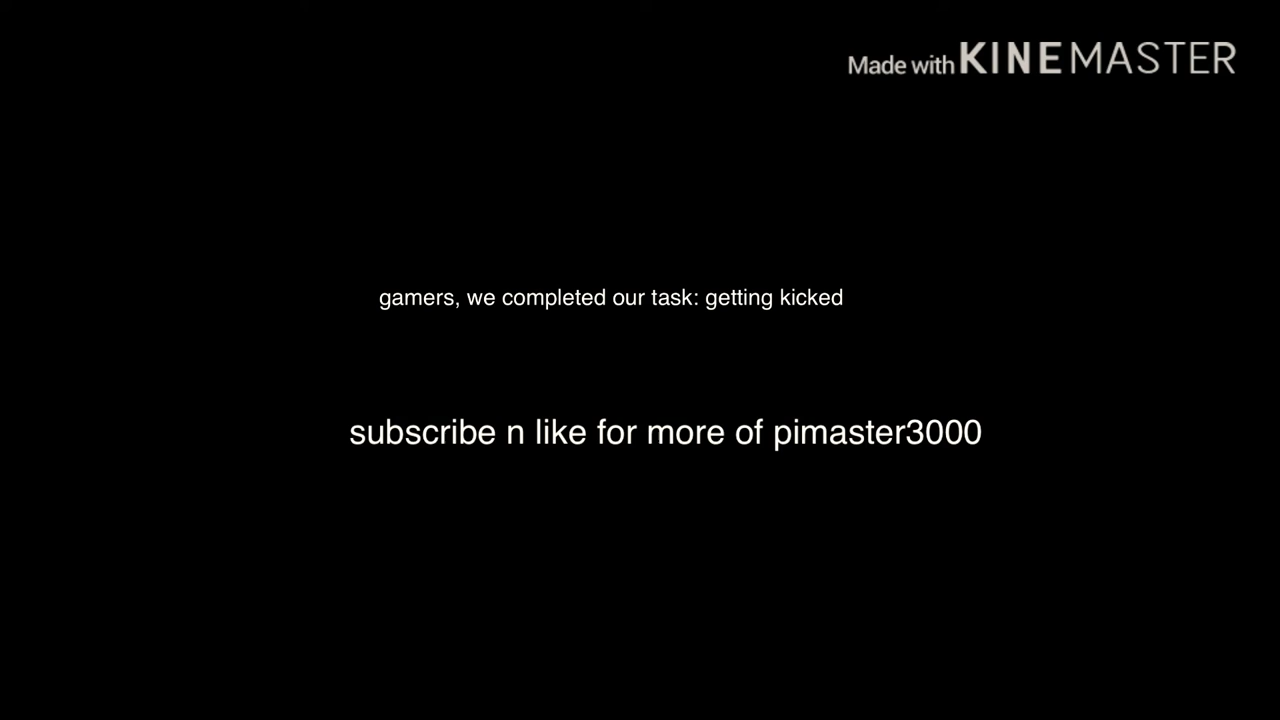 Made with KINEMASTER
gamers, we completed our task: getting kicked
subscribe n like for more of pimaster3000